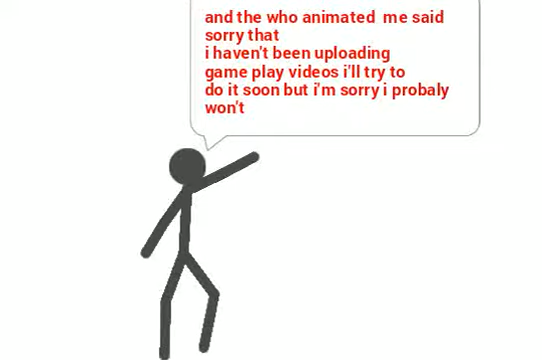 and the who animated me said
sorry that
i haven't been uploading
game play videos i'll try to
do it soon but i'm sorry i probaly
won't